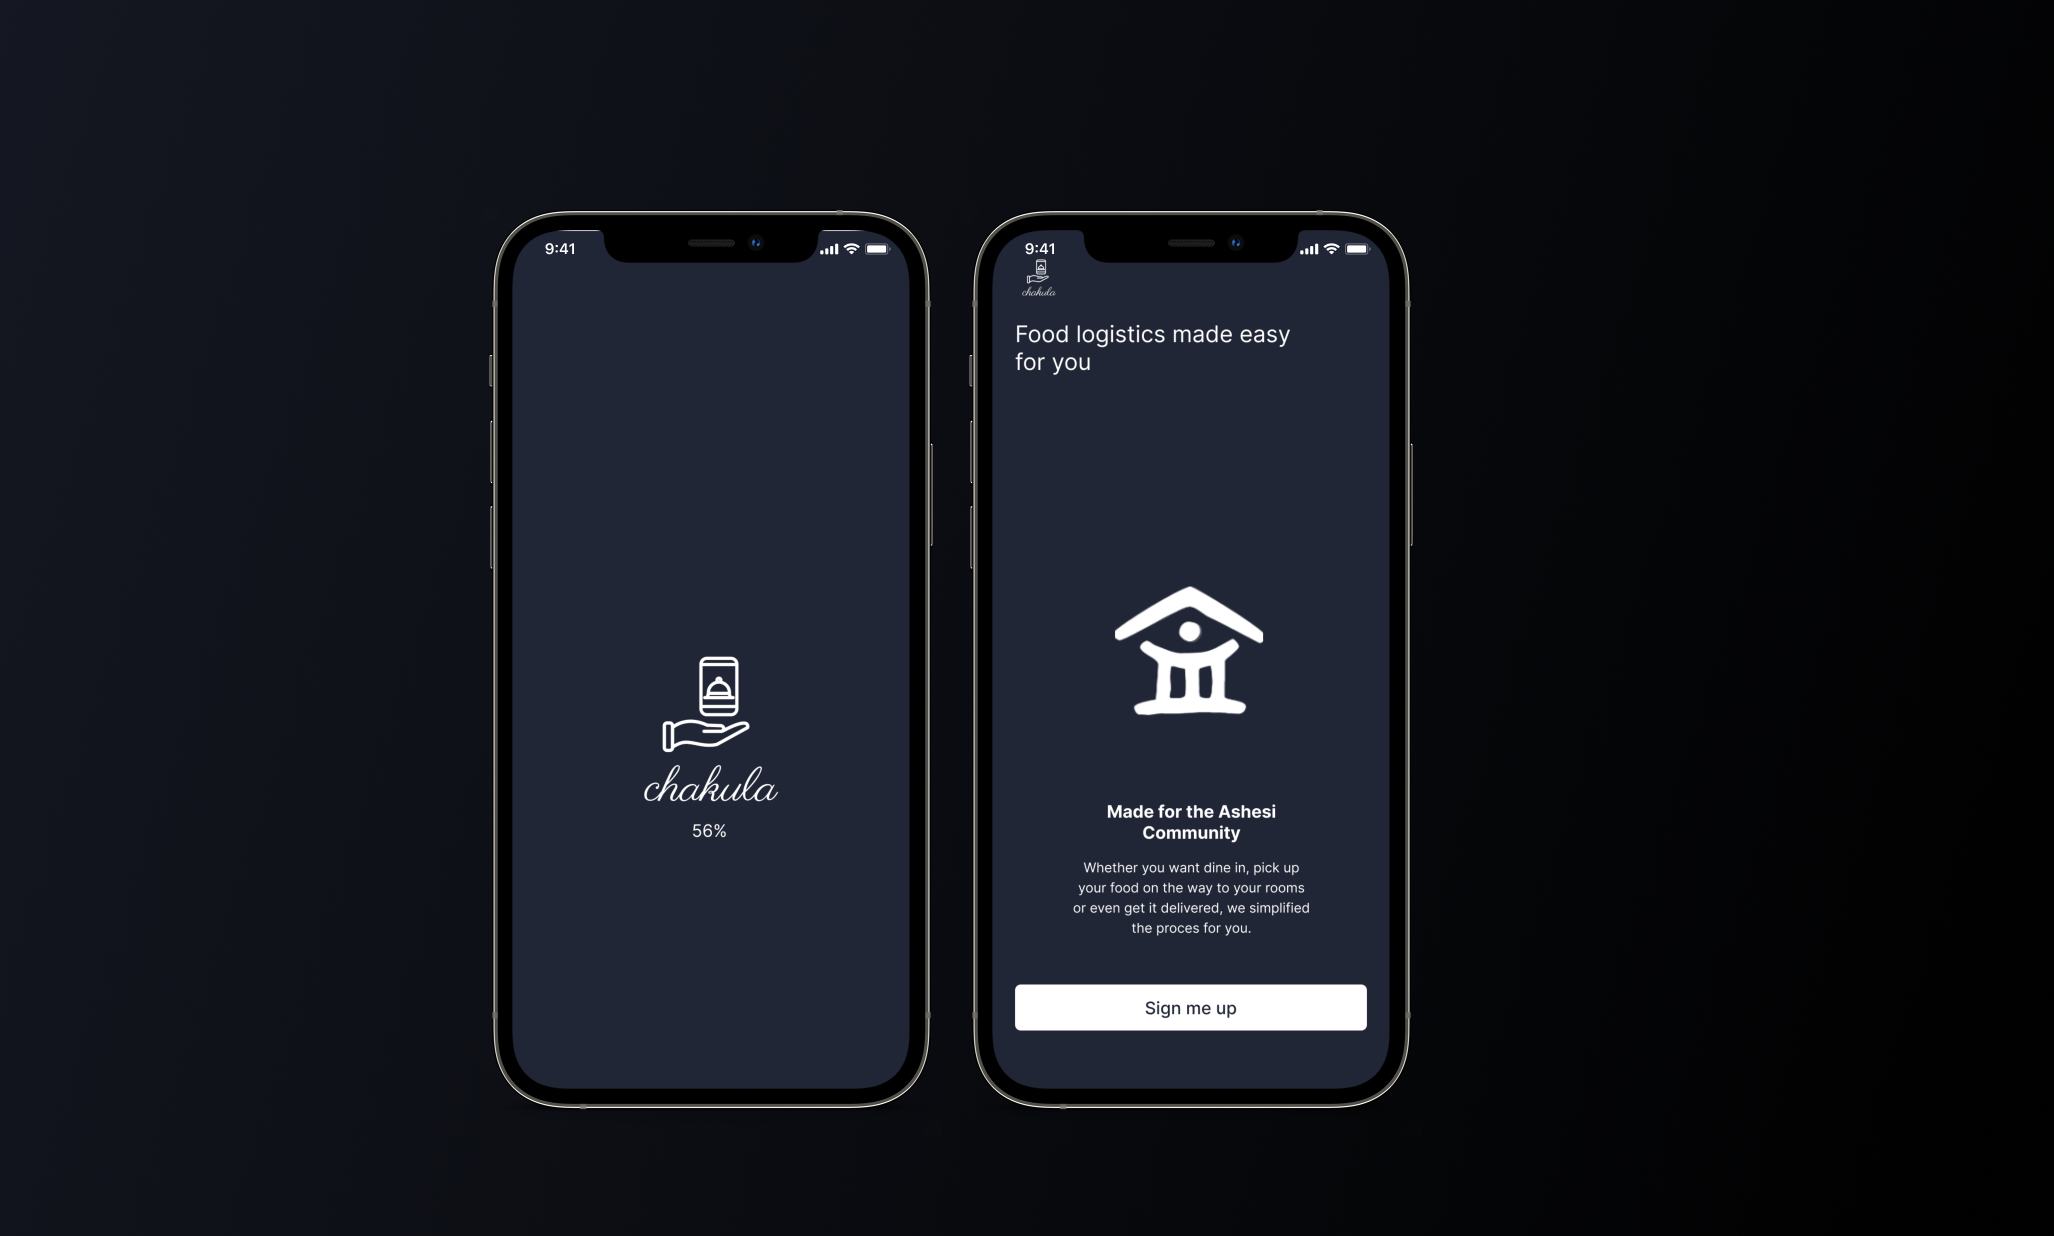 9:41
chakula
56%
9:41
chakula
Food logistics made easy
for you
Made for the Ashesi
Community
Whether you want dine in, pick up
your food on the way to your rooms
or even get it delivered, we simplified
the proces for you.
Sign me up